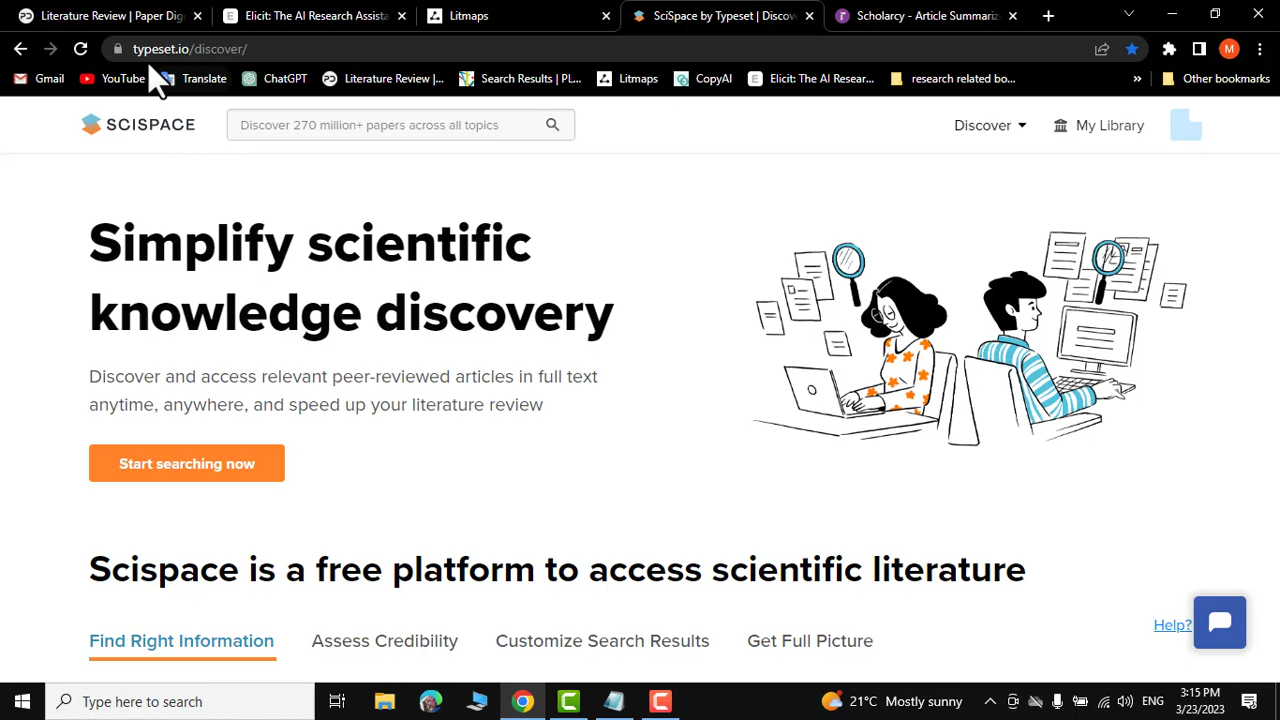 Literature Review | Paper Dig
Elicit: The AI Research Assista
Litmaps
SciSpace by Typeset | Discov
Scholarcy - Article Summariz
typeset.io/discover/
M
Gmail
YouTube
Translate
ChatGPT
Literature Review |...
Search Results | PL...
Litmaps
CopyAI
Elicit: The AI Resear...
research related bo...
Other bookmarks
SCISPACE
Discover 270 million+ papers across all topics
Discover
My Library
Simplify scientific
knowledge discovery
Discover and access relevant peer-reviewed articles in full text
anytime, anywhere, and speed up your literature review
Start searching now
Scispace is a free platform to access scientific literature
Find Right Information
Assess Credibility
Customize Search Results
Get Full Picture
Help?
Type here to search
21°C Mostly sunny
ENG
3:15 PM
3/23/2023